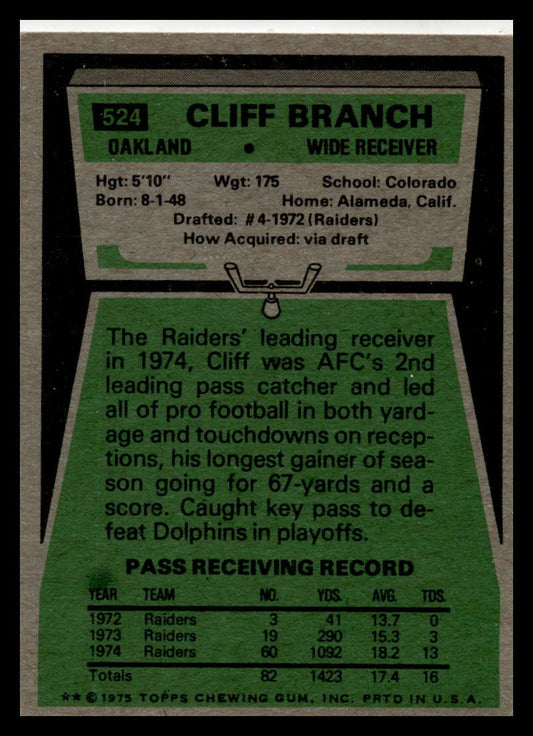 524 CLIFF BRANCH
OAKLAND • WIDE RECEIVER
Hgt: 5'10" Wgt: 175 School: Colorado
Born: 8-1-48 Home: Alameda, Calif.
Drafted: #4-1972 (Raiders)
How Acquired: via draft
The Raiders' leading receiver
in 1974, Cliff was AFC's 2nd
leading pass catcher and led
all of pro football in both yard-
age and touchdowns on recep-
tions, his longest gainer of sea-
son going for 67-yards and a
score. Caught key pass to de-
feat Dolphins in playoffs.
PASS RECEIVING RECORD
YEAR TEAM NO. YDS. AVG. TDS.
1972 Raiders 3 41 13.7 0
1973 Raiders 19 290 15.3 3
1974 Raiders 60 1092 18.2 13
Totals 82 1423 17.4 16
** © 1975 TOPPS CHEWING GUM, INC. PRTD IN U.S.A.